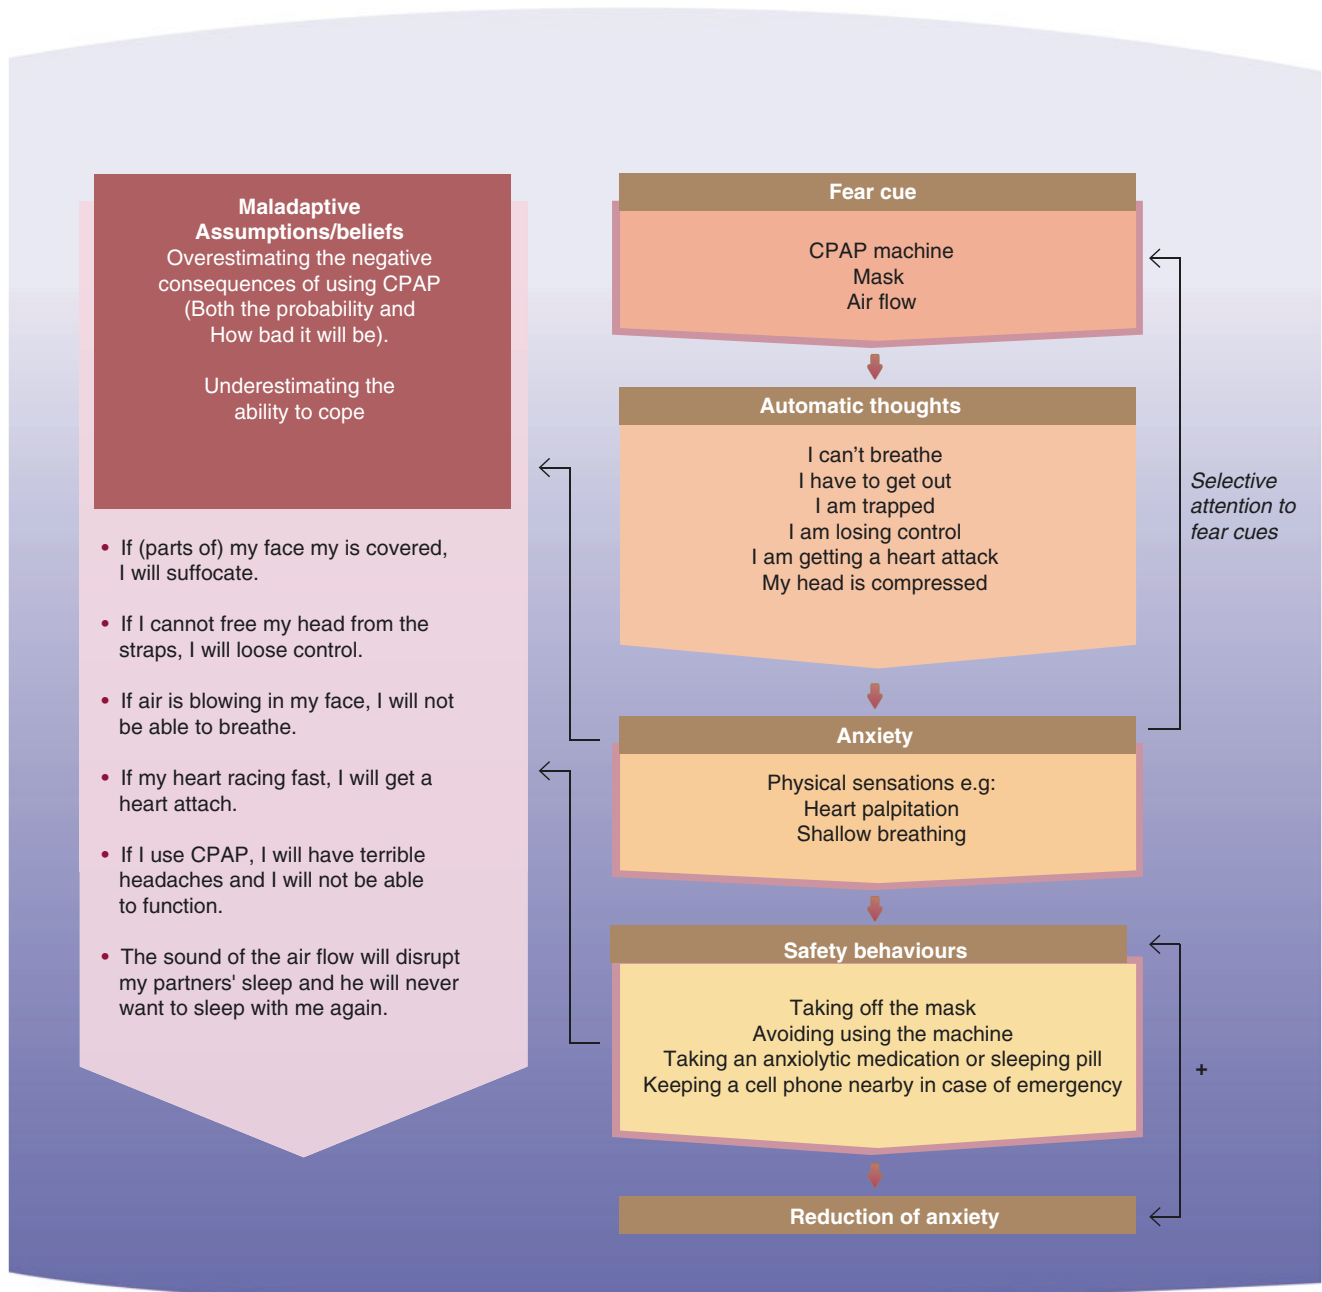 Maladaptive
Assumptions/beliefs
Overestimating the negative
consequences of using CPAP
(Both the probability and
How bad it will be).
Underestimating the
ability to cope
• If (parts of) my face my is covered,
I will suffocate.
• If I cannot free my head from the
straps, I will loose control.
• If air is blowing in my face, I will not
be able to breathe.
• If my heart racing fast, I will get a
heart attach.
• If I use CPAP, I will have terrible
headaches and I will not be able
to function.
• The sound of the air flow will disrupt
my partners' sleep and he will never
want to sleep with me again.
Fear cue
CPAP machine
Mask
Air flow
Automatic thoughts
I can't breathe
I have to get out
I am trapped
I am losing control
I am getting a heart attack
My head is compressed
Anxiety
Physical sensations e.g:
Heart palpitation
Shallow breathing
Safety behaviours
Taking off the mask
Avoiding using the machine
Taking an anxiolytic medication or sleeping pill
Keeping a cell phone nearby in case of emergency
Reduction of anxiety
Selective
attention to
fear cues
+